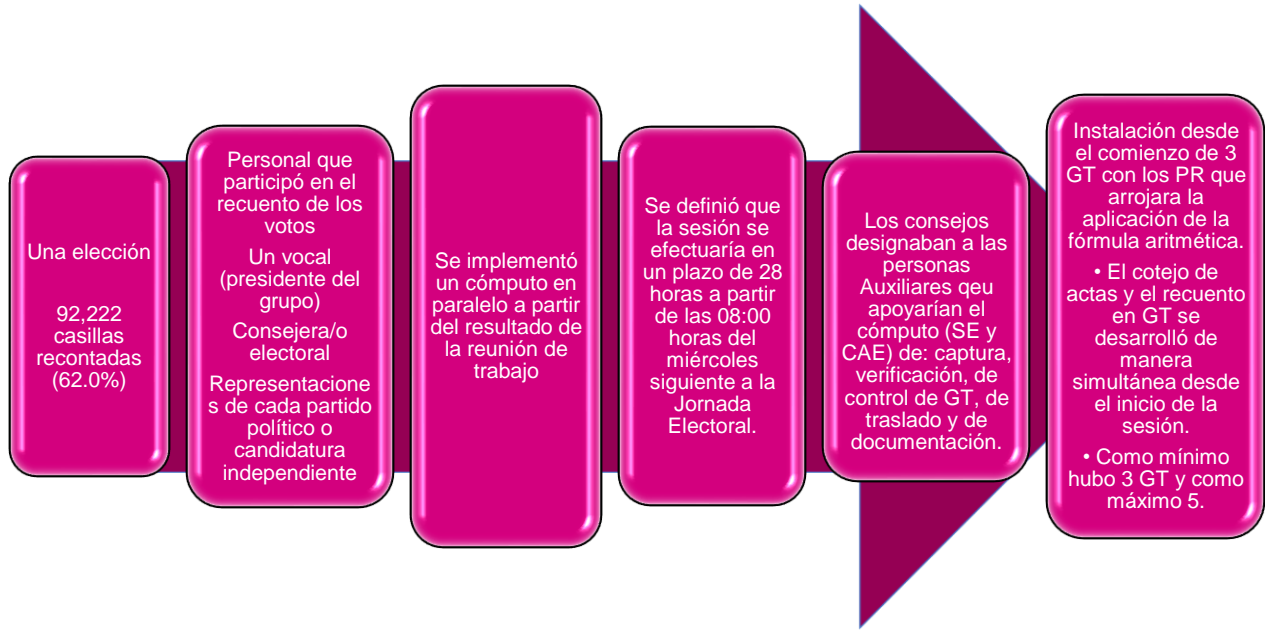 Una elección
92,222
casillas
recontadas
(62.0%)
Personal que
participó en el
recuento de los
votos
Un vocal
(presidente del
grupo)
Consejera/o
electoral
Representacione
s de cada partido
político o
candidatura
independiente
Se implementó
un cómputo en
paralelo a partir
del resultado de
la reunión de
trabajo
Se definió que
la sesión se
efectuaría en
un plazo de 28
horas a partir
de las 08:00
horas del
miércoles
siguiente a la
Jornada
Electoral.
Los consejos
designaban a las
personas
Auxiliares qeu
apoyarían el
cómputo (SE y
CAE) de: captura,
verificación, de
control de GT, de
traslado y de
documentación.
Instalación desde
el comienzo de 3
GT con los PR que
arrojara la
aplicación de la
fórmula aritmética.
• El cotejo de
actas y el recuento
en GT se
desarrolló de
manera
simultánea desde
el inicio de la
sesión.
• Como mínimo
hubo 3 GT y como
máximo 5.